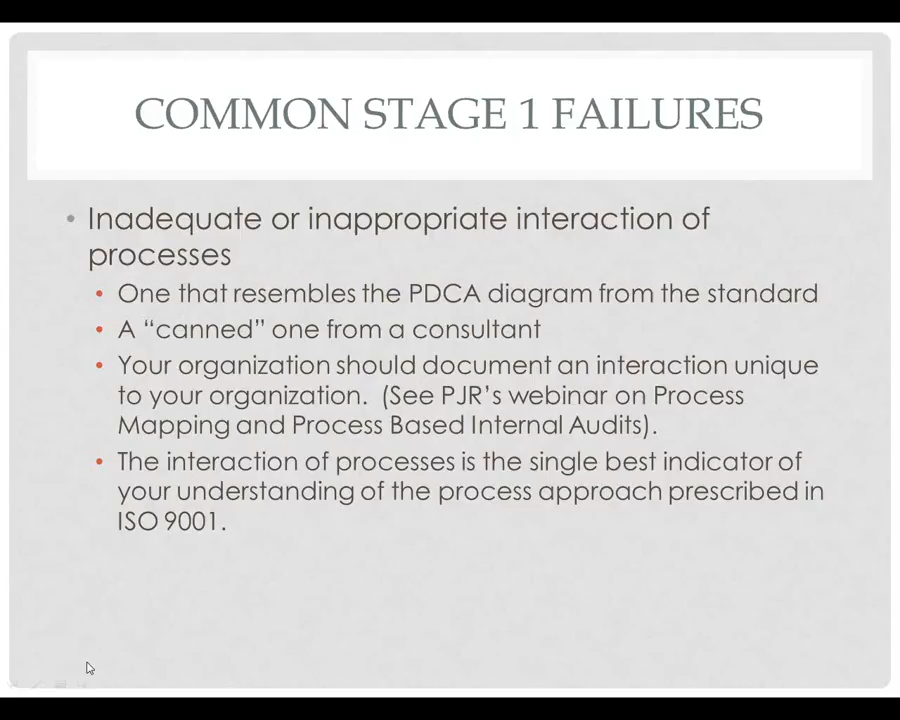 COMMON STAGE 1 FAILURES
• Inadequate or inappropriate interaction of
processes
• One that resembles the PDCA diagram from the standard
• A “canned” one from a consultant
• Your organization should document an interaction unique
to your organization. (See PJR’s webinar on Process
Mapping and Process Based Internal Audits).
• The interaction of processes is the single best indicator of
your understanding of the process approach prescribed in
ISO 9001.